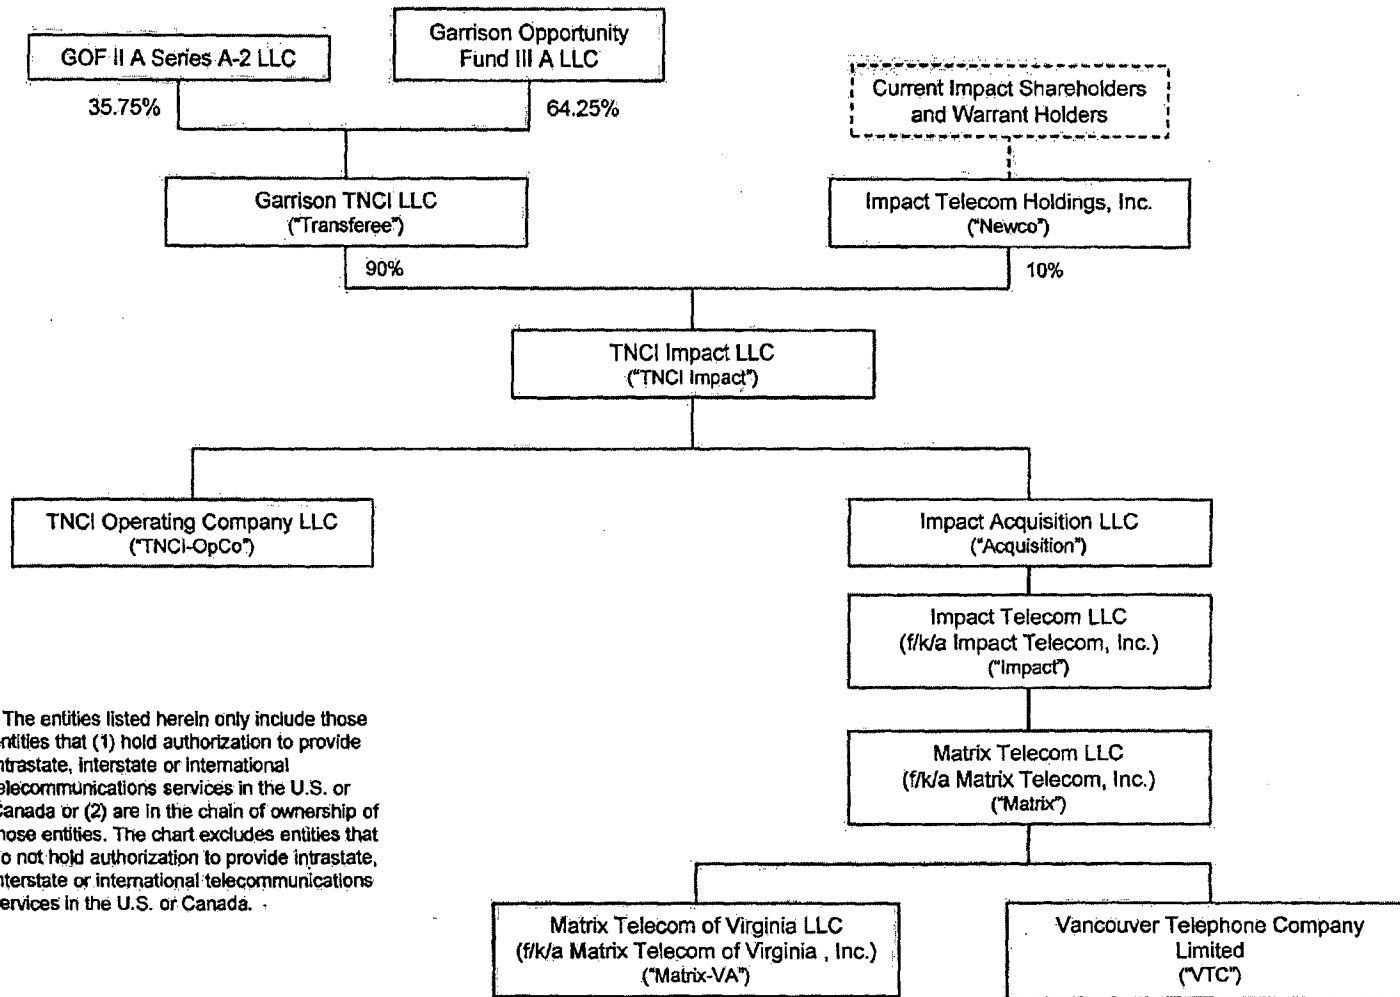 GOF II A Series A-2 LLC
Garrison Opportunity
Fund III A LLC
Current Impact Shareholders
and Warrant Holders
35.75%
64.25%
Garrison TNCI LLC
("Transferee")
Impact Telecom Holdings, Inc.
("Newco")
90%
10%
TNCI Impact LLC
("TNCI Impact")
TNCI Operating Company LLC
("TNCI-OpCo")
Impact Acquisition LLC
("Acquisition")
Impact Telecom LLC
(f/k/a Impact Telecom, Inc.)
("Impact")
Matrix Telecom LLC
(f/k/a Matrix Telecom, Inc.)
("Matrix")
The entities listed herein only include those
ntities that (1) hold authorization to provide
ntrastate, interstate or international
elecommunications services in the U.S. or
Canada or (2) are in the chain of ownership of
hose entities. The chart excludes entities that
o not hold authorization to provide intrastate,
nterstate or international telecommunications
ervices in the U.S. or Canada.
Matrix Telecom of Virginia LLC
(f/k/a Matrix Telecom of Virginia , Inc.)
("Matrix-VA")
Vancouver Telephone Company
Limited
("VTC")